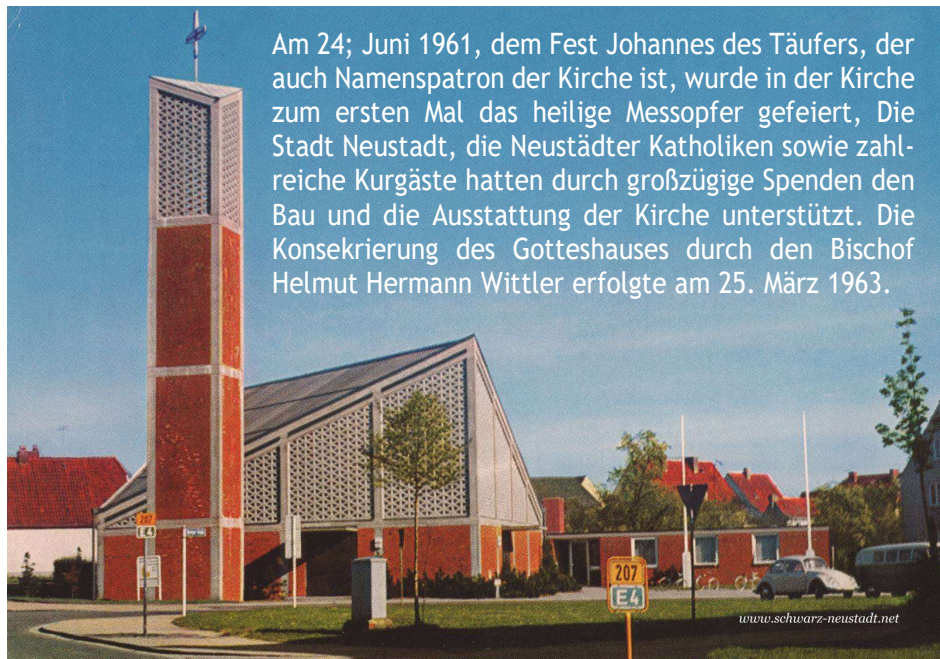 Am 24; Juni 1961, dem Fest Johannes des Täufers, der
auch Namenspatron der Kirche ist, wurde in der Kirche
zum ersten Mal das heilige Messopfer gefeiert, Die
Stadt Neustadt, die Neustädter Katholiken sowie zahl-
reiche Kurgäste hatten durch großzügige Spenden den
Bau und die Ausstattung der Kirche unterstützt. Die
Konsekrierung des Gotteshauses durch den Bischof
Helmut Hermann Wittler erfolgte am 25. März 1963.
207
E4
207
E4
www.schwarz-neustadt.net